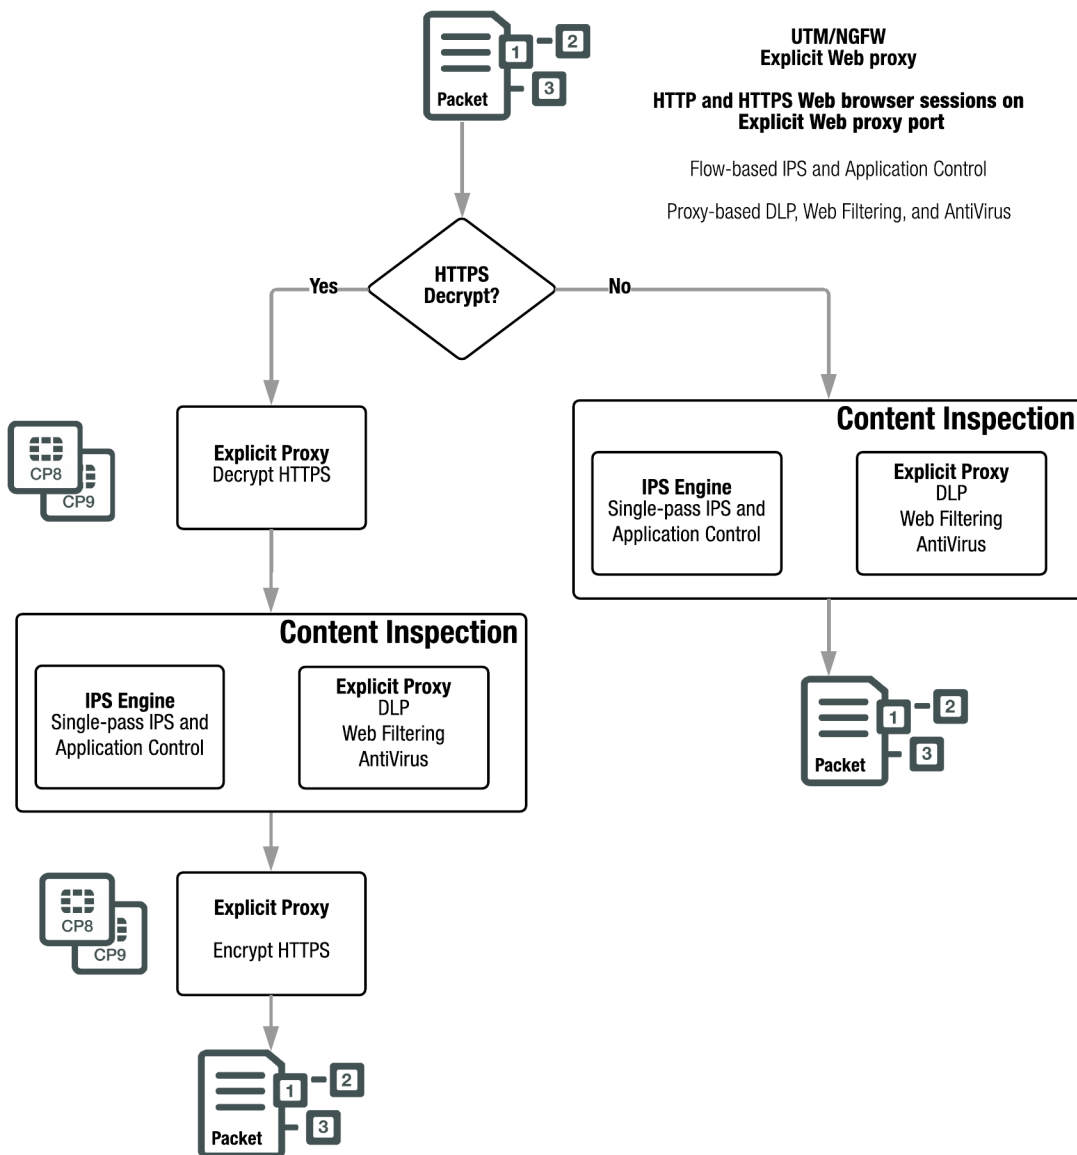 1
2
3
Packet
UTM/NGFW
Explicit Web proxy
HTTP and HTTPS Web browser sessions on
Explicit Web proxy port
Flow-based IPS and Application Control
Proxy-based DLP, Web Filtering, and AntiVirus
HTTPS
Decrypt?
Yes
No
CP8
CP9
Explicit Proxy
Decrypt HTTPS
Content Inspection
IPS Engine
Single-pass IPS and
Application Control
Explicit Proxy
DLP
Web Filtering
AntiVirus
Content Inspection
IPS Engine
Single-pass IPS and
Application Control
Explicit Proxy
DLP
Web Filtering
AntiVirus
1
2
3
Packet
CP8
CP9
Explicit Proxy
Encrypt HTTPS
1
2
3
Packet